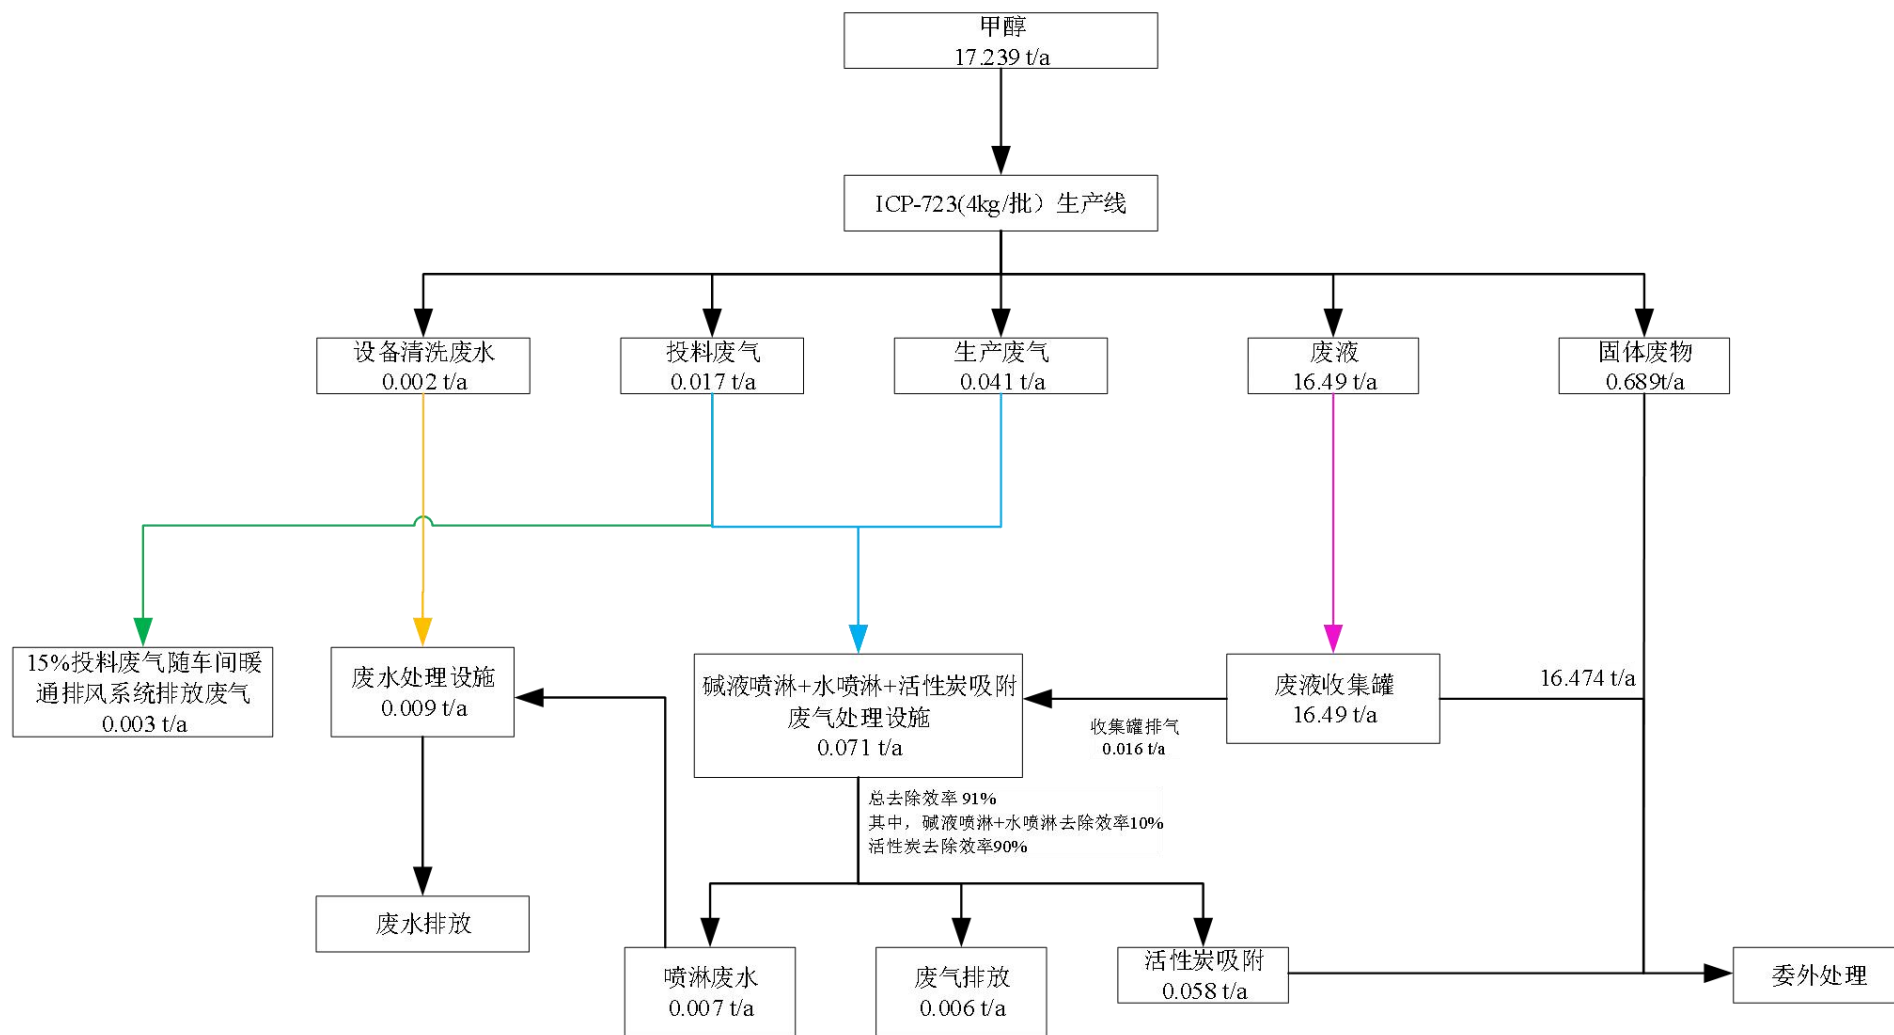 甲醇
17.239 t/a
ICP-723(4kg/批）生产线
设备清洗废水
0.002 t/a
投料废气
0.017 t/a
生产废气
0.041 t/a
废液
16.49 t/a
固体废物
0.689t/a
15%投料废气随车间暖
通排风系统排放废气
0.003 t/a
废水处理设施
0.009 t/a
碱液喷淋+水喷淋+活性炭吸附
废气处理设施
0.071 t/a
收集罐排气
0.016 t/a
废液收集罐
16.49 t/a
16.474 t/a
总去除效率 91%
其中，碱液喷淋+水喷淋去除效率10%
活性炭去除效率90%
废水排放
喷淋废水
0.007 t/a
废气排放
0.006 t/a
活性炭吸附
0.058 t/a
委外处理